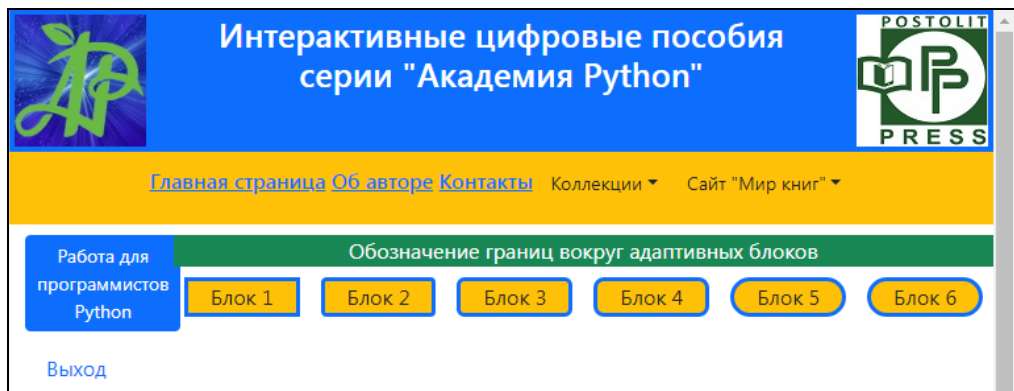 Интерактивные цифровые пособия
серии "Академия Python"
POSTOLIT
PP
PRESS
Главная страница Об авторе Контакты Коллекции Сайт "Мир книг"
Работа для
программистов
Python
Обозначение границ вокруг адаптивных блоков
Блок 1 Блок 2 Блок 3 Блок 4 Блок 5 Блок 6
Выход